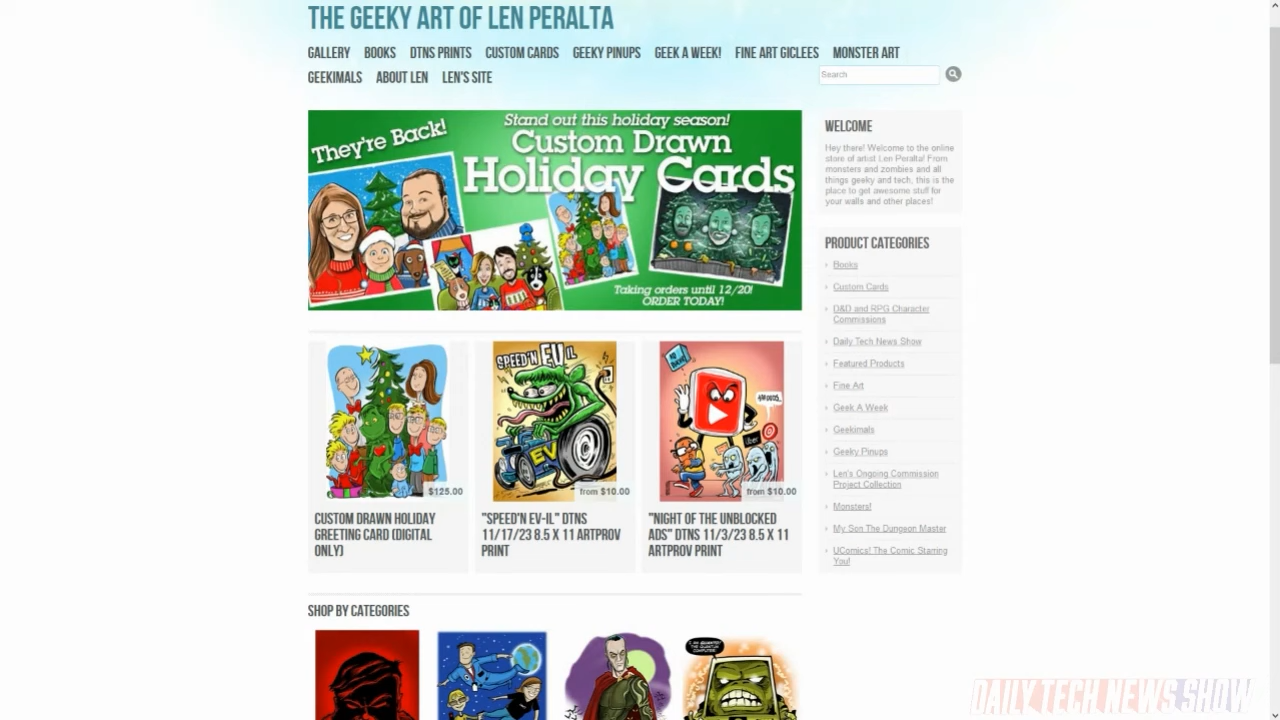 THE GEEKY ART OF LEN PERALTA
GALLERY BOOKS DTNS PRINTS CUSTOM CARDS GEEKY PINUPS GEEK A WEEK! FINE ART GICLEES MONSTER ART
GEEKIMALS ABOUT LEN LEN'S SITE
Search
They're Back!
Stand out this holiday season!
Custom Drawn
Holiday Cards
Taking orders until 12/20!
ORDER TODAY!
WELCOME
Hey there! Welcome to the online
store of artist Len Peralta! From
monsters and zombies and all
things geeky and tech, this is the
place to get awesome stuff for
your walls and other places!
PRODUCT CATEGORIES
Books
Custom Cards
D&D and RPG Character
Commissions
Daily Tech News Show
Featured Products
Fine Art
Geek A Week
Geekimals
Geeky Pinups
Len's Ongoing Commission
Project Collection
Monsters!
My Son The Dungeon Master
UComics! The Comic Starring
You!
$125.00
CUSTOM DRAWN HOLIDAY
GREETING CARD (DIGITAL
ONLY)
SPEED'N EV IL
EV
from $10.00
"SPEED'N EV-IL" DTNS
11/17/23 8.5 X 11 ARTPROV
PRINT
from $10.00
"NIGHT OF THE UNBLOCKED
ADS" DTNS 11/3/23 8.5 X 11
ARTPROV PRINT
SHOP BY CATEGORIES
DAILY TECH NEWS SHOW